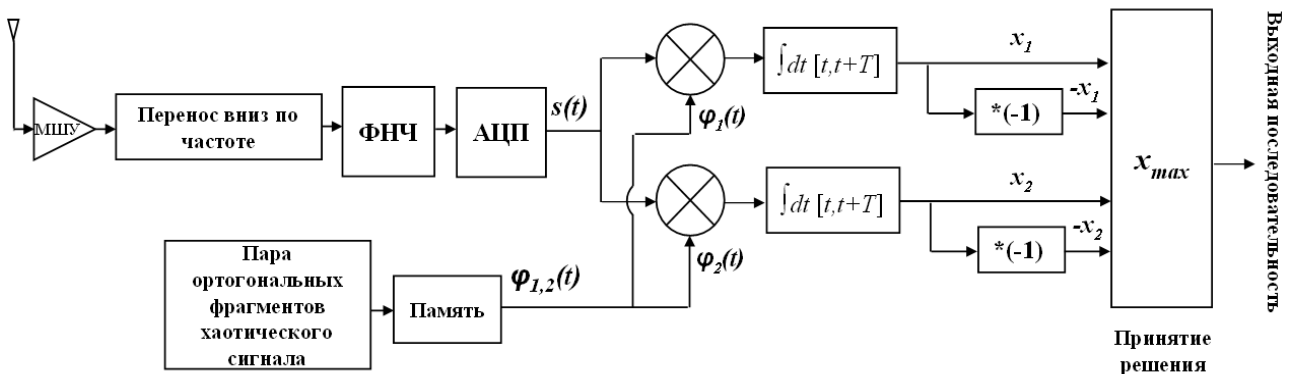 МШУ
Перенос вниз по
частоте
ФНЧ
АЦП
s(t)
φ1(t)
∫dt [t,t+T]
x1
*(-1)
-x1
φ2(t)
∫dt [t,t+T]
x2
*(-1)
-x2
xmax
Принятие
решения
Выходная последовательность
Пара
ортогональных
фрагментов
хаотического
сигнала
Память
φ1,2(t)